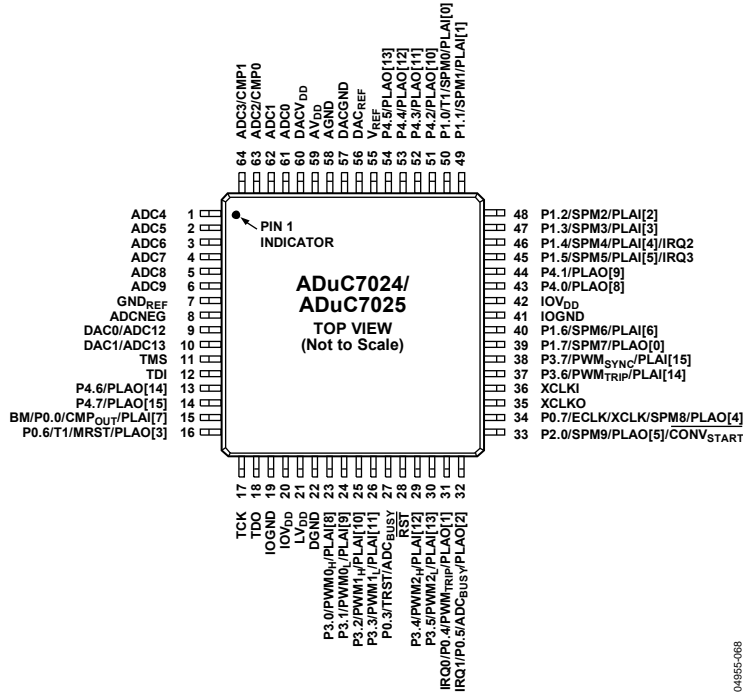 ADC3/CMP1
ADC2/CMP0
ADC1
ADC0
DACVDD
AVDD
AGND
DACGND
DACREF
VREF
P4.5/PLAO[13]
P4.4/PLAO[12]
P4.3/PLAO[11]
P4.2/PLAO[10]
P1.0/T1/SPM0/PLAI[0]
P1.1/SPM1/PLAI[1]
64
63
62
61
60
59
58
57
56
55
54
53
52
51
50
49
ADC4 1
ADC5 2
ADC6 3
ADC7 4
ADC8 5
ADC9 6
GNDREF 7
ADCNEG 8
DAC0/ADC12 9
DAC1/ADC13 10
TMS 11
TDI 12
P4.6/PLAO[14] 13
P4.7/PLAO[15] 14
BM/P0.0/CMPOUT/PLAI[7] 15
P0.6/T1/MRST/PLAO[3] 16
PIN 1
INDICATOR
ADuC7024/
ADuC7025
TOP VIEW
(Not to Scale)
48 P1.2/SPM2/PLAI[2]
47 P1.3/SPM3/PLAI[3]
46 P1.4/SPM4/PLAI[4]/IRQ2
45 P1.5/SPM5/PLAI[5]/IRQ3
44 P4.1/PLAO[9]
43 P4.0/PLAO[8]
42 IOVDD
41 IOGND
40 P1.6/SPM6/PLAI[6]
39 P1.7/SPM7/PLAO[0]
38 P3.7/PWMSYNC/PLAI[15]
37 P3.6/PWMTRIP/PLAI[14]
36 XCLKI
35 XCLKO
34 P0.7/ECLK/XCLK/SPM8/PLAO[4]
33 P2.0/SPM9/PLAO[5]/CONVSTART
17
18
19
20
21
22
23
24
25
26
27
28
29
30
31
32
TCK
TDO
IOGND
IOVDD
LVDD
DGND
P3.0/PWM0H/PLAI[8]
P3.1/PWM0L/PLAI[9]
P3.2/PWM1H/PLAI[10]
P3.3/PWM1L/PLAI[11]
P0.3/TRST/ADCBUSY
RST
P3.4/PWM2H/PLAI[12]
P3.5/PWM2L/PLAI[13]
IRQ0/P0.4/PWMTRIP/PLAO[1]
IRQ1/P0.5/ADCBUSY/PLAO[2]
04955-068